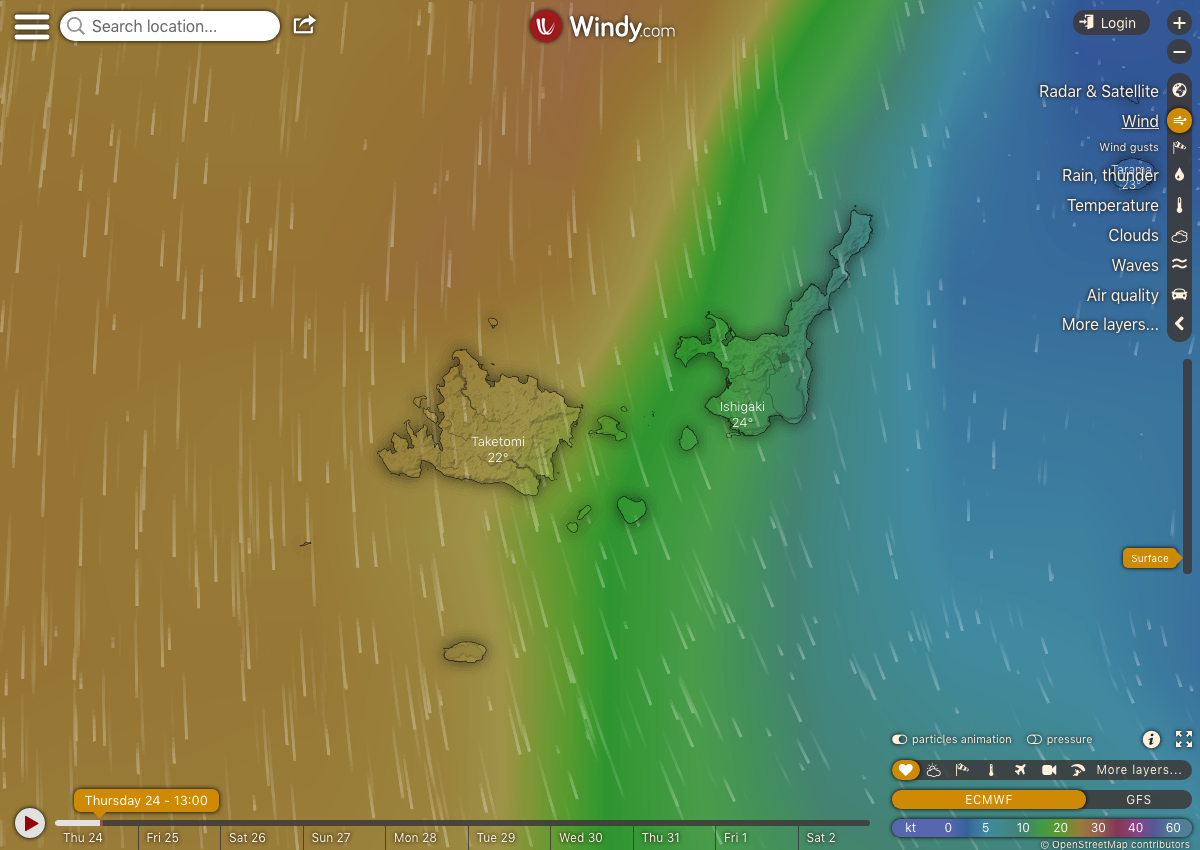 Search location...
Windy.com
Login
Radar & Satellite
Wind
Wind gusts
Tarama
23°
Rain, thunder
Temperature
Clouds
Waves
Air quality
More layers...
Ishigaki
24°
Taketomi
22°
Surface
particles animation
pressure
More layers...
ECMWF
GFS
kt 0 5 10 20 30 40 60
© OpenStreetMap contributors
Thursday 24 - 13:00
Thu 24
Fri 25
Sat 26
Sun 27
Mon 28
Tue 29
Wed 30
Thu 31
Fri 1
Sat 2